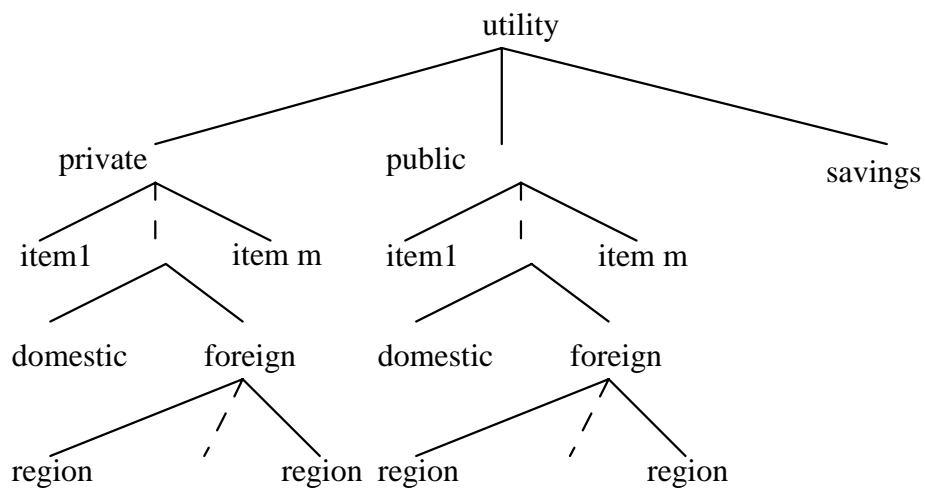 utility
private public savings
item1 item m item1 item m
domestic foreign domestic foreign
region region region region